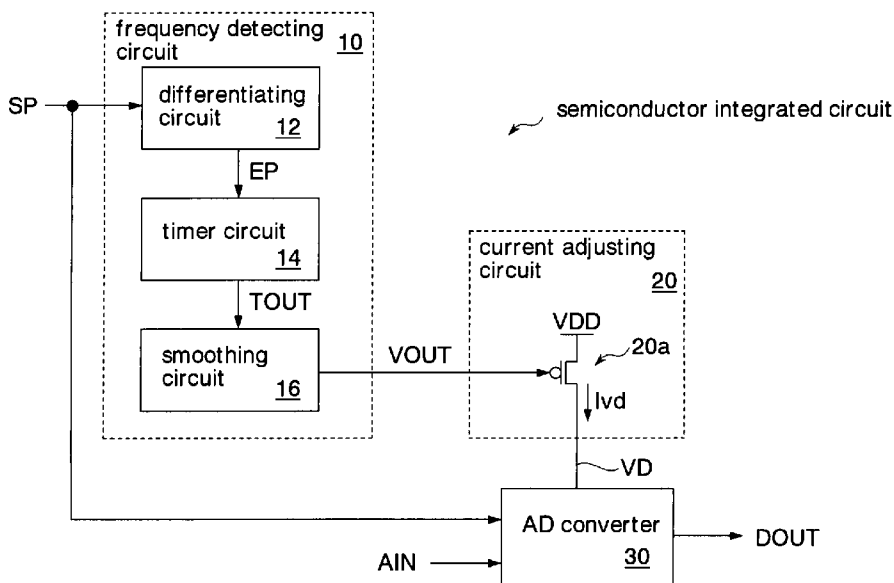 frequency detecting
circuit
10
SP
differentiating
circuit
12
semiconductor integrated circuit
EP
timer circuit
14
current adjusting
circuit
20
TOUT
VDD
smoothing
circuit
16
VOUT
20a
Ivd
VD
AD converter
30
DOUT
AIN